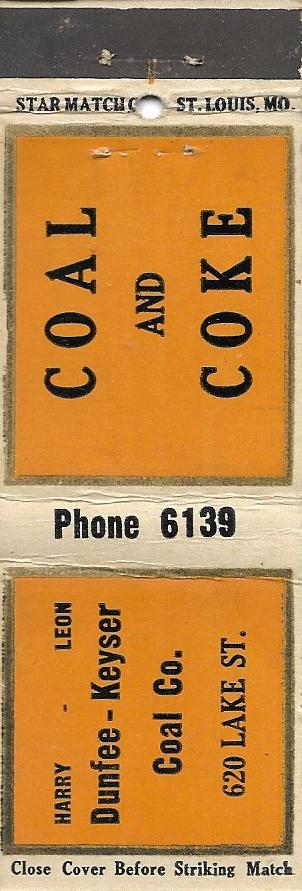 STAR MATCH C ST. LOUIS, MO.
COAL
AND
COKE
Phone 6139
HARRY - LEON
Dunfee-Keyser
Coal Co.
620 LAKE ST.
Close Cover Before Striking Match